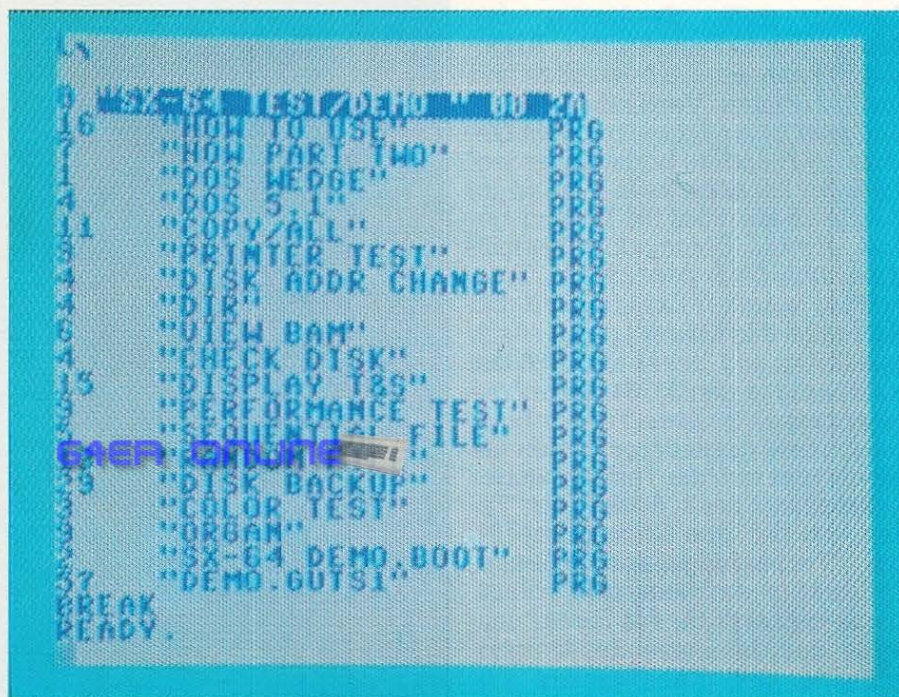 0 "SX-64 TEST/DEMO " 00 2A
16 "HOW TO USE" PRG
"HOW PART TWO" PRG
1 "DOS WEDGE" PRG
4 "DOS 5.1" PRG
11 "COPY/ALL" PRG
"PRINTER TEST" PRG
4 "DISK ADDR CHANGE" PRG
4 "DIR" PRG
6 "VIEW BAM" PRG
4 "CHECK DISK" PRG
15 "DISPLAY T&S" PRG
"PERFORMANCE TEST" PRG
"SEQUENTIAL FILE" PRG
64ER ONLINE " PRG
"DISK BACKUP" PRG
"COLOR TEST" PRG
"ORGAN" PRG
"SX-64 DEMO.BOOT" PRG
37 "DEMO.GUTS1" PRG
BREAK
READY.